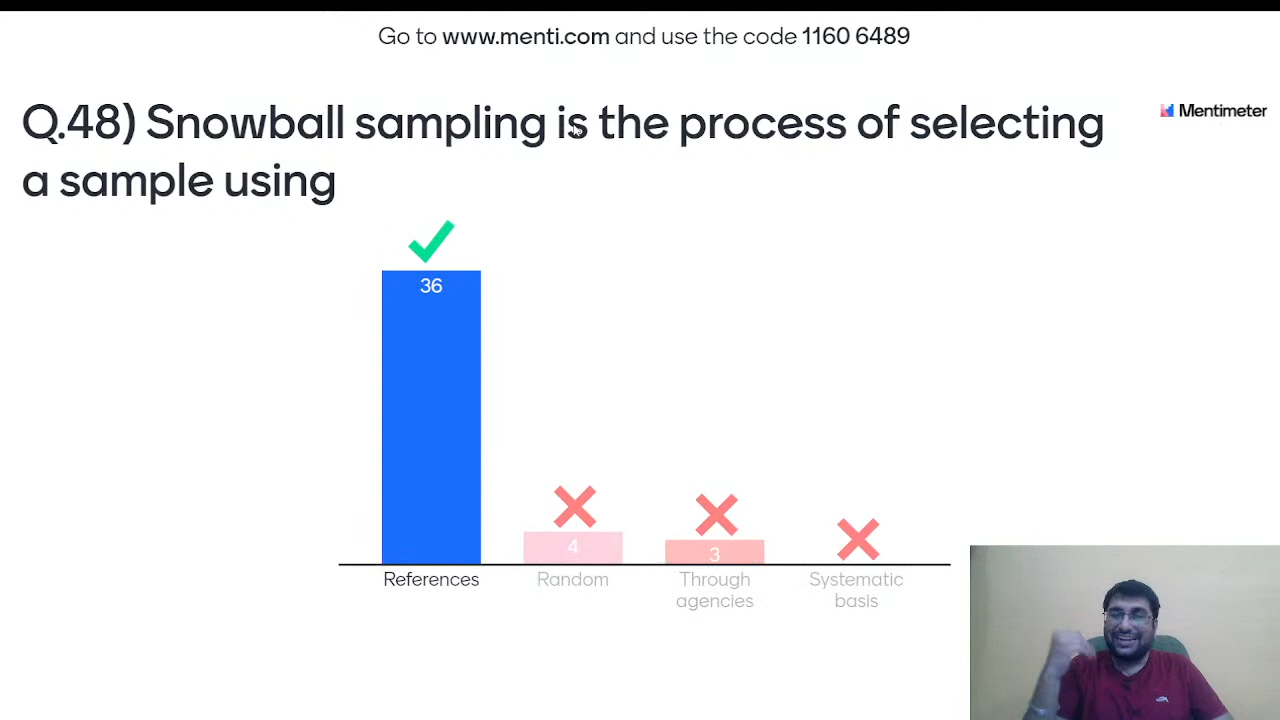 Go to www.menti.com and use the code 1160 6489
Q.48) Snowball sampling is the process of selecting
a sample using
Mentimeter
36
4
3
References
Random
Through
agencies
Systematic
basis